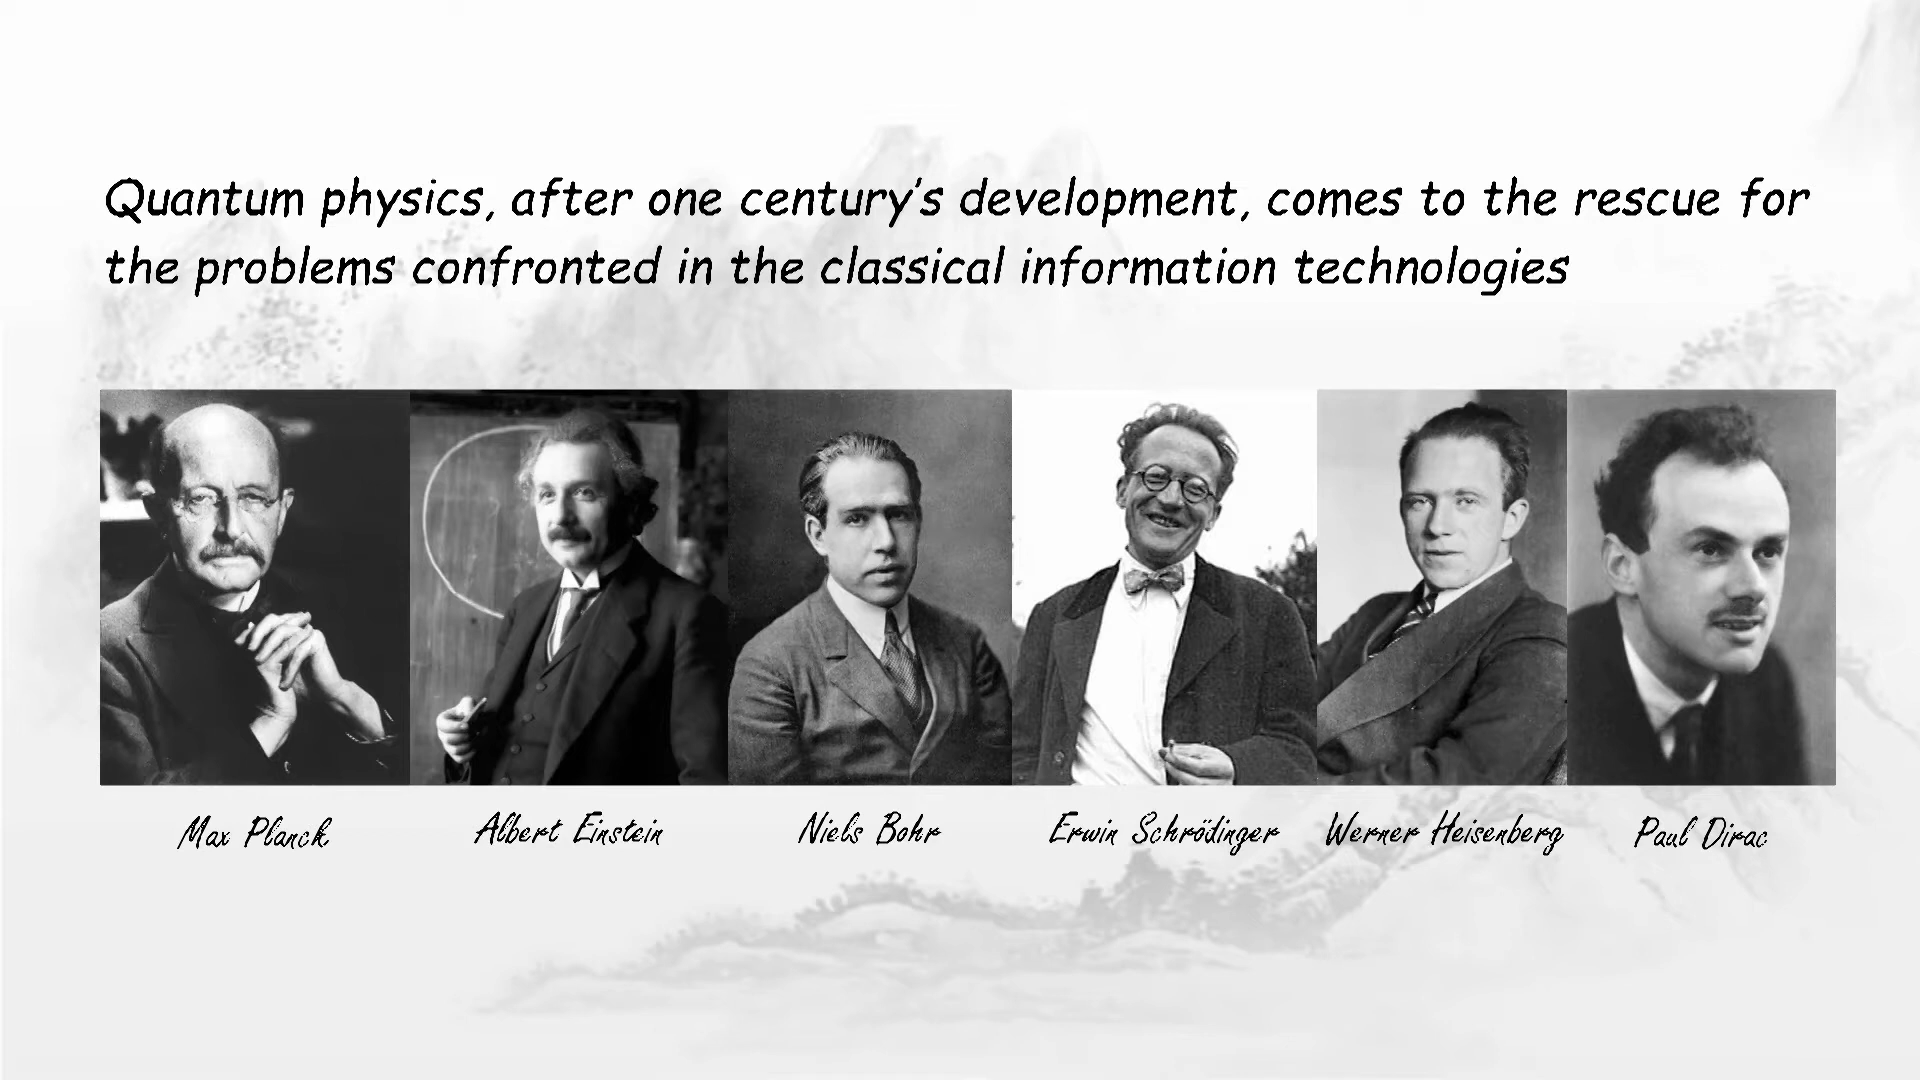 Quantum physics, after one century's development, comes to the rescue for
the problems confronted in the classical information technologies
Max Planck
Albert Einstein
Niels Bohr
Erwin Schrödinger
Werner Heisenberg
Paul Dirac